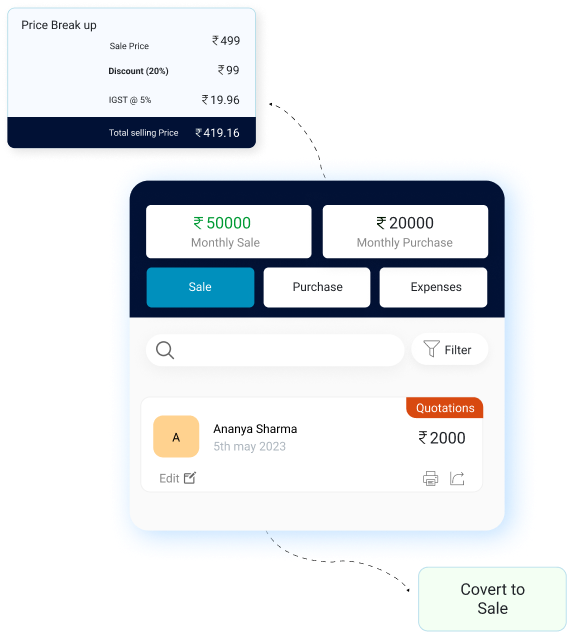 Price Break up
Sale Price ₹499
Discount (20%) ₹99
IGST @ 5% ₹19.96
Total selling Price ₹419.16
₹50000 ₹20000
Monthly Sale Monthly Purchase
Sale Purchase Expenses
Filter
Quotations
Ananya Sharma
A ₹2000
5th may 2023
Edit
Covert to
Sale